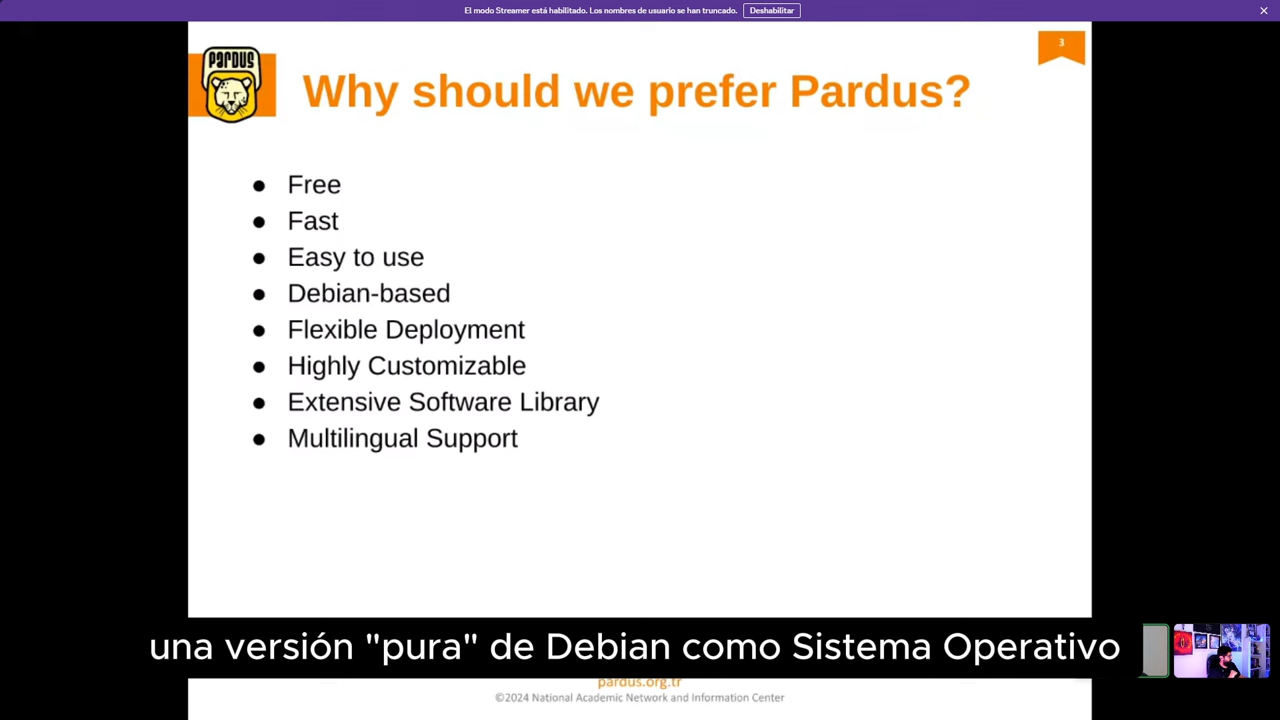 El modo Streamer está habilitado. Los nombres de usuario se han truncado. Deshabilitar
3
PARDUS
Why should we prefer Pardus?
● Free
● Fast
● Easy to use
● Debian-based
● Flexible Deployment
● Highly Customizable
● Extensive Software Library
● Multilingual Support
una versión "pura" de Debian como Sistema Operativo
pardus.org.tr
©2024 National Academic Network and Information Center